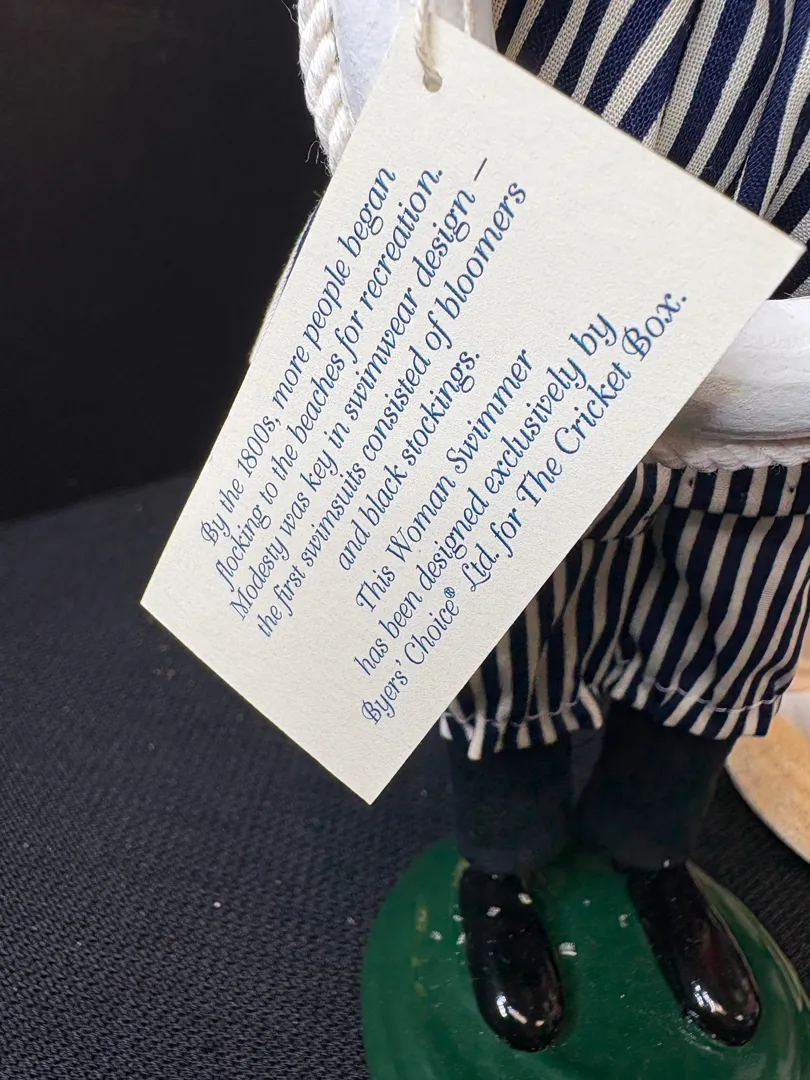 By the 1800s, more people began
flocking to the beaches for recreation.
Modesty was key in swimwear design –
the first swimsuits consisted of bloomers
and black stockings.
This Woman Swimmer
has been designed exclusively by
Byers' Choice® Ltd. for The Cricket Box.